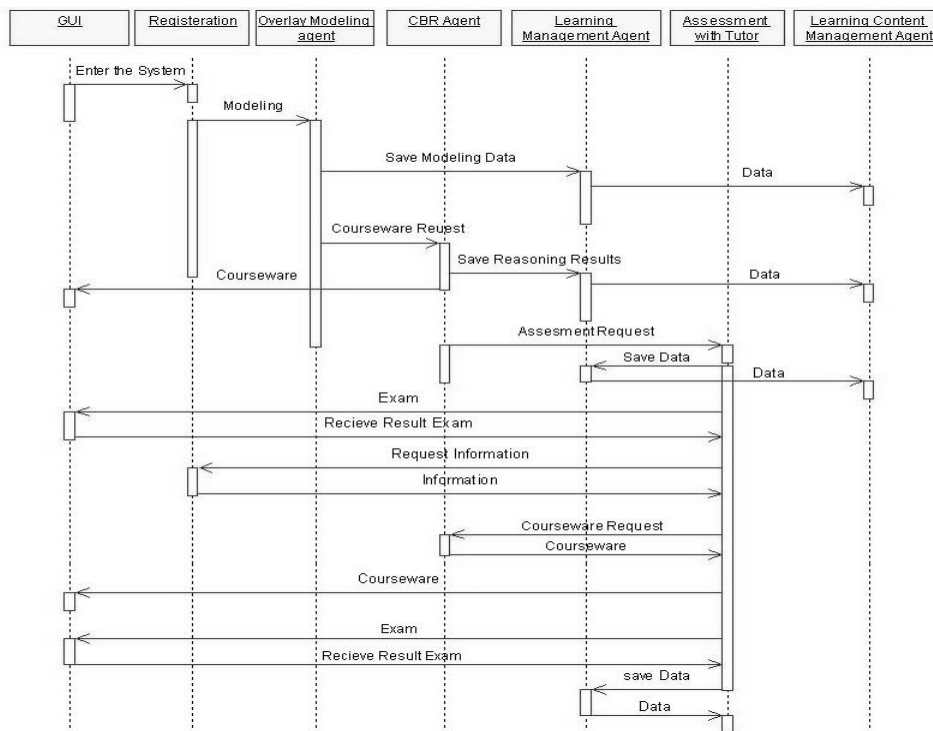 GUI
Registeration
Overlay Modeling
agent
CBR Agent
Learning
Management Agent
Assessment
with Tutor
Learning Content
Management Agent
Enter the System
Modeling
Save Modeling Data
Data
Courseware Reuest
Save Reasoning Results
Courseware
Data
Assesment Request
Save Data
Data
Exam
Recieve Result Exam
Request Information
Information
Courseware Request
Courseware
Courseware
Exam
Recieve Result Exam
save Data
Data